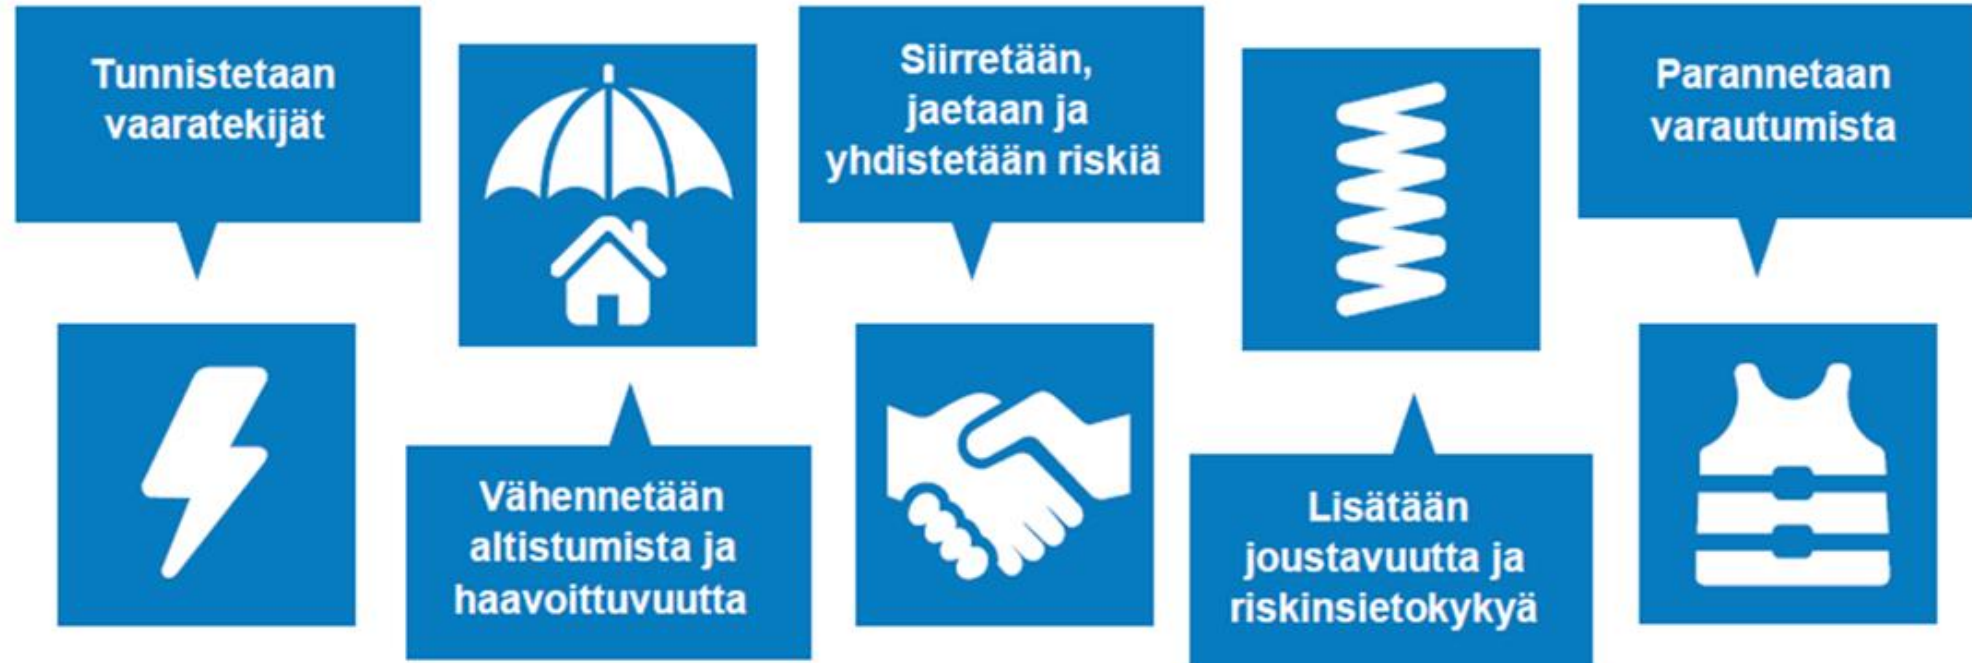 Tunnistetaan
vaaratekijät
Vähennetään
altistumista ja
haavoittuvuutta
Siirretään,
jaetaan ja
yhdistetään riskiä
Lisätään
joustavuutta ja
riskinsietokykyä
Parannetaan
varautumista